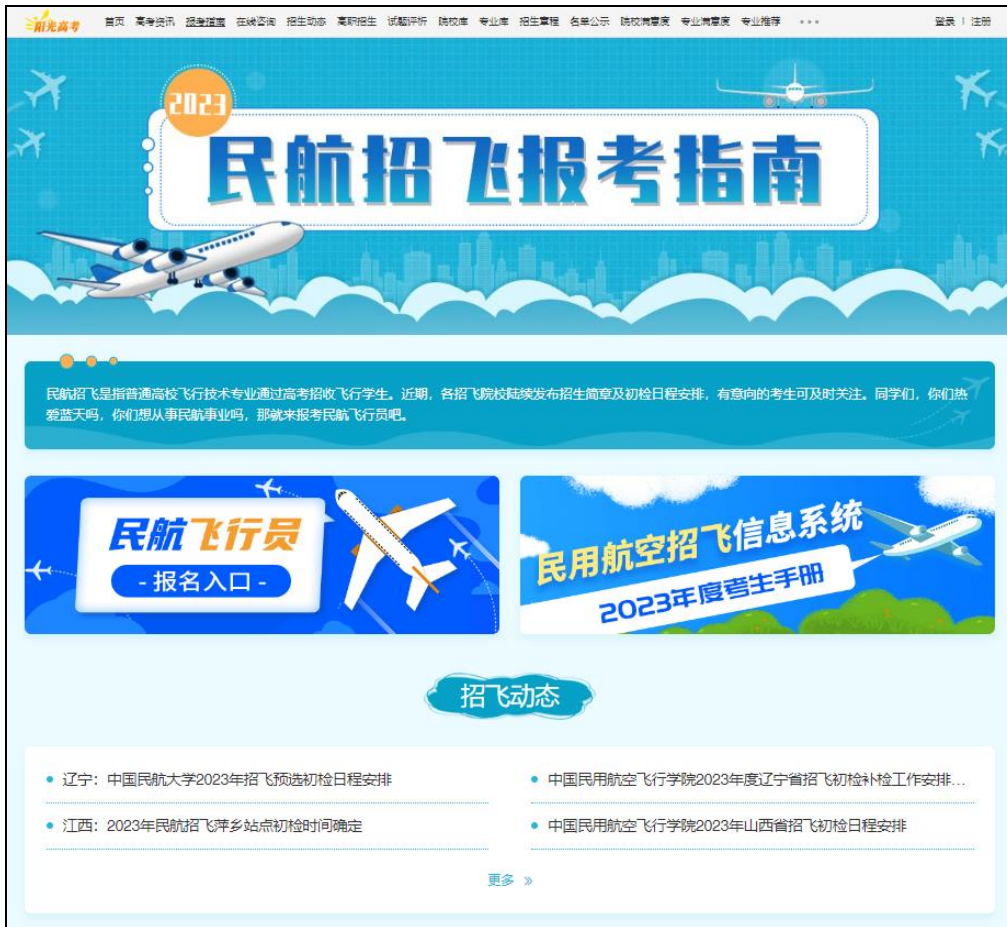 阳光高考 首页 高考资讯 报考指南 在线咨询 招生动态 高职招生 试题评析 院校库 专业库 招生章程 名单公示 院校满意度 专业满意度 专业推荐 ··· 登录 | 注册
2023
民航招飞报考指南
民航招飞是指普通高校飞行技术专业通过高考招收飞行学生。近期，各招飞院校陆续发布招生简章及初检日程安排，有意向的考生可及时关注。同学们，你们热
爱蓝天吗，你们想从事民航事业吗，那就来报考民航飞行员吧。
民航飞行员
- 报名入口 -
民用航空招飞信息系统
2023年度考生手册
招飞动态
辽宁：中国民航大学2023年招飞预选初检日程安排
中国民用航空飞行学院2023年度辽宁省招飞初检补检工作安排…
江西：2023年民航招飞萍乡站点初检时间确定
中国民用航空飞行学院2023年山西省招飞初检日程安排
更多 »